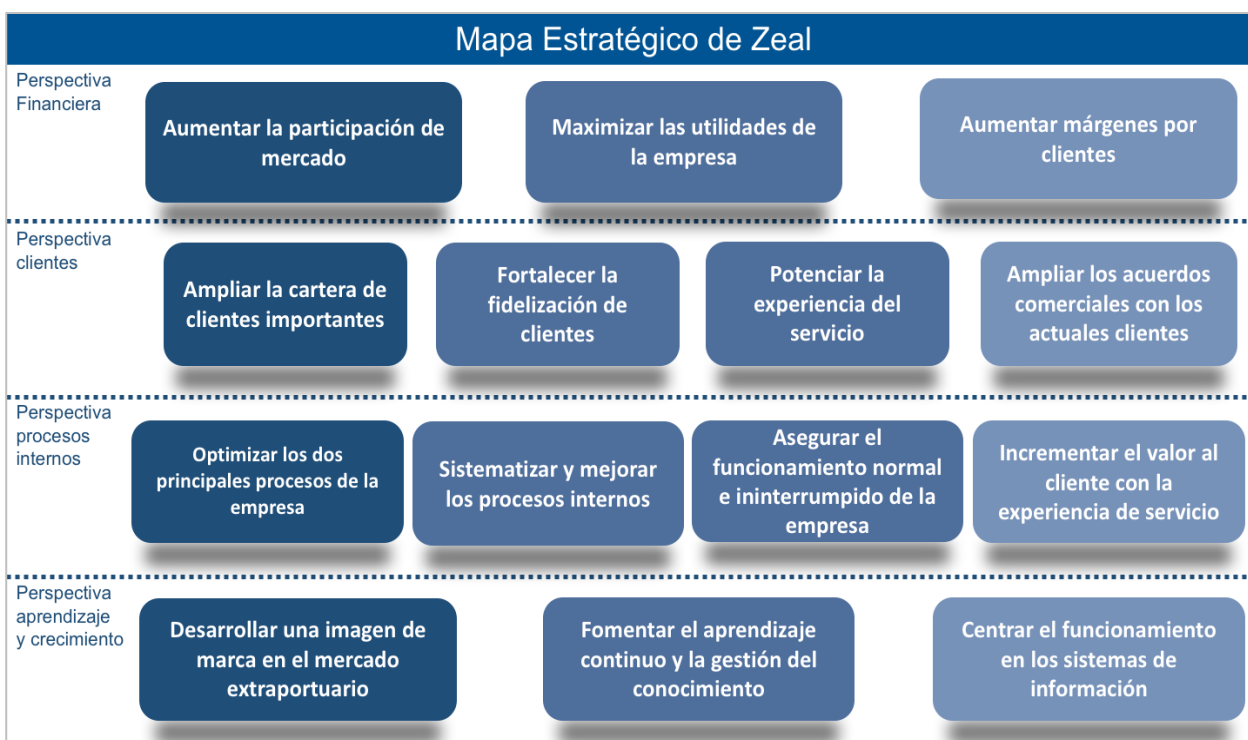 Mapa Estratégico de Zeal
Perspectiva
Financiera
Aumentar la participación de
mercado
Maximizar las utilidades de
la empresa
Aumentar márgenes por
clientes
Perspectiva
clientes
Ampliar la cartera de
clientes importantes
Fortalecer la
fidelización de
clientes
Potenciar la
experiencia del
servicio
Ampliar los acuerdos
comerciales con los
actuales clientes
Perspectiva
procesos
internos
Optimizar los dos
principales procesos de la
empresa
Sistematizar y mejorar
los procesos internos
Asegurar el
funcionamiento normal
e ininterrumpido de la
empresa
Incrementar el valor al
cliente con la
experiencia de servicio
Perspectiva
aprendizaje
y crecimiento
Desarrollar una imagen de
marca en el mercado
extraportuario
Fomentar el aprendizaje
continuo y la gestión del
conocimiento
Centrar el funcionamiento
en los sistemas de
información